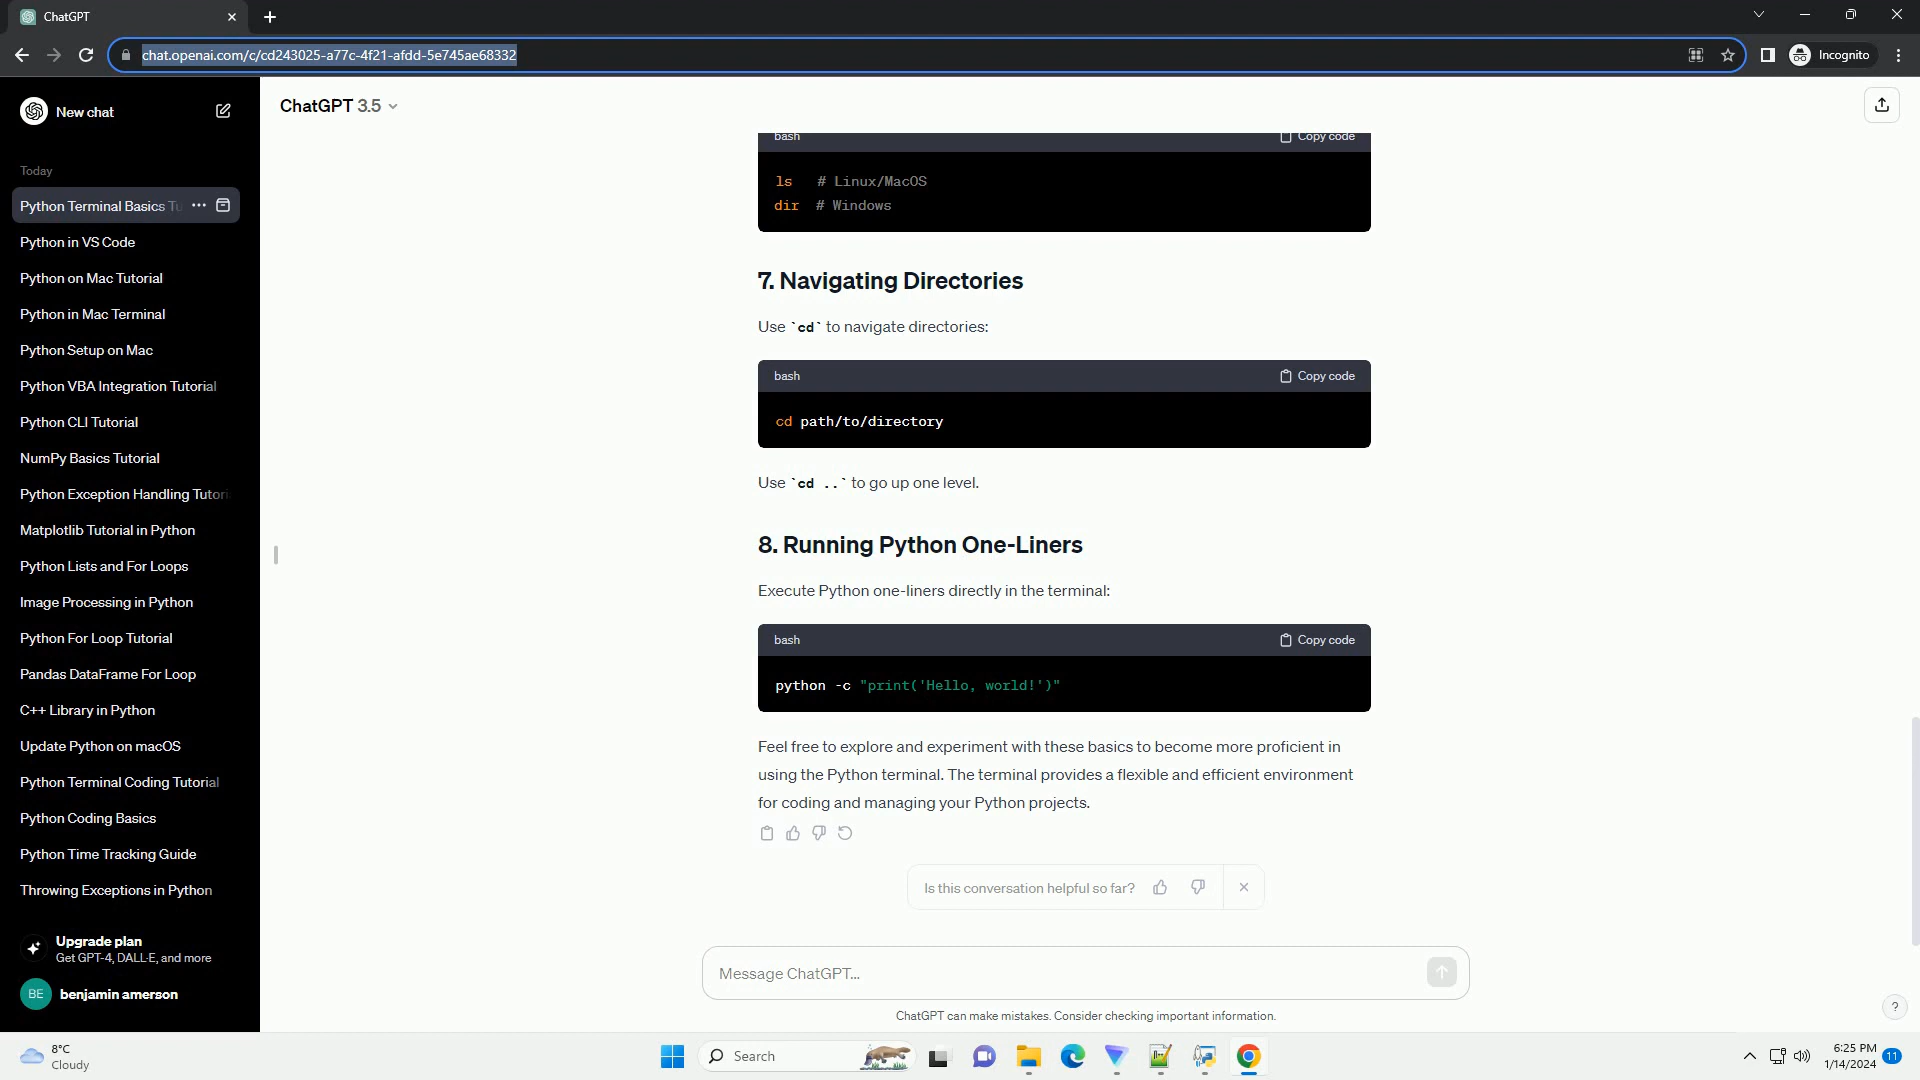 ChatGPT
chat.openai.com/c/cd243025-a77c-4f21-afdd-5e745ae68332
Incognito
New chat
ChatGPT 3.5
Today
Python Terminal Basics Tu
Python in VS Code
Python on Mac Tutorial
Python in Mac Terminal
Python Setup on Mac
Python VBA Integration Tutorial
Python CLI Tutorial
NumPy Basics Tutorial
Python Exception Handling Tutori
Matplotlib Tutorial in Python
Python Lists and For Loops
Image Processing in Python
Python For Loop Tutorial
Pandas DataFrame For Loop
C++ Library in Python
Update Python on macOS
Python Terminal Coding Tutorial
Python Coding Basics
Python Time Tracking Guide
Throwing Exceptions in Python
Upgrade plan
Get GPT-4, DALL·E, and more
BE benjamin amerson
bash Copy code
ls # Linux/MacOS
dir # Windows
7. Navigating Directories
Use `cd` to navigate directories:
bash Copy code
cd path/to/directory
Use `cd ..` to go up one level.
8. Running Python One-Liners
Execute Python one-liners directly in the terminal:
bash Copy code
python -c "print('Hello, world!')"
Feel free to explore and experiment with these basics to become more proficient in
using the Python terminal. The terminal provides a flexible and efficient environment
for coding and managing your Python projects.
Is this conversation helpful so far?
Message ChatGPT...
ChatGPT can make mistakes. Consider checking important information.
?
8°C
Cloudy
Search
6:25 PM
1/14/2024
11